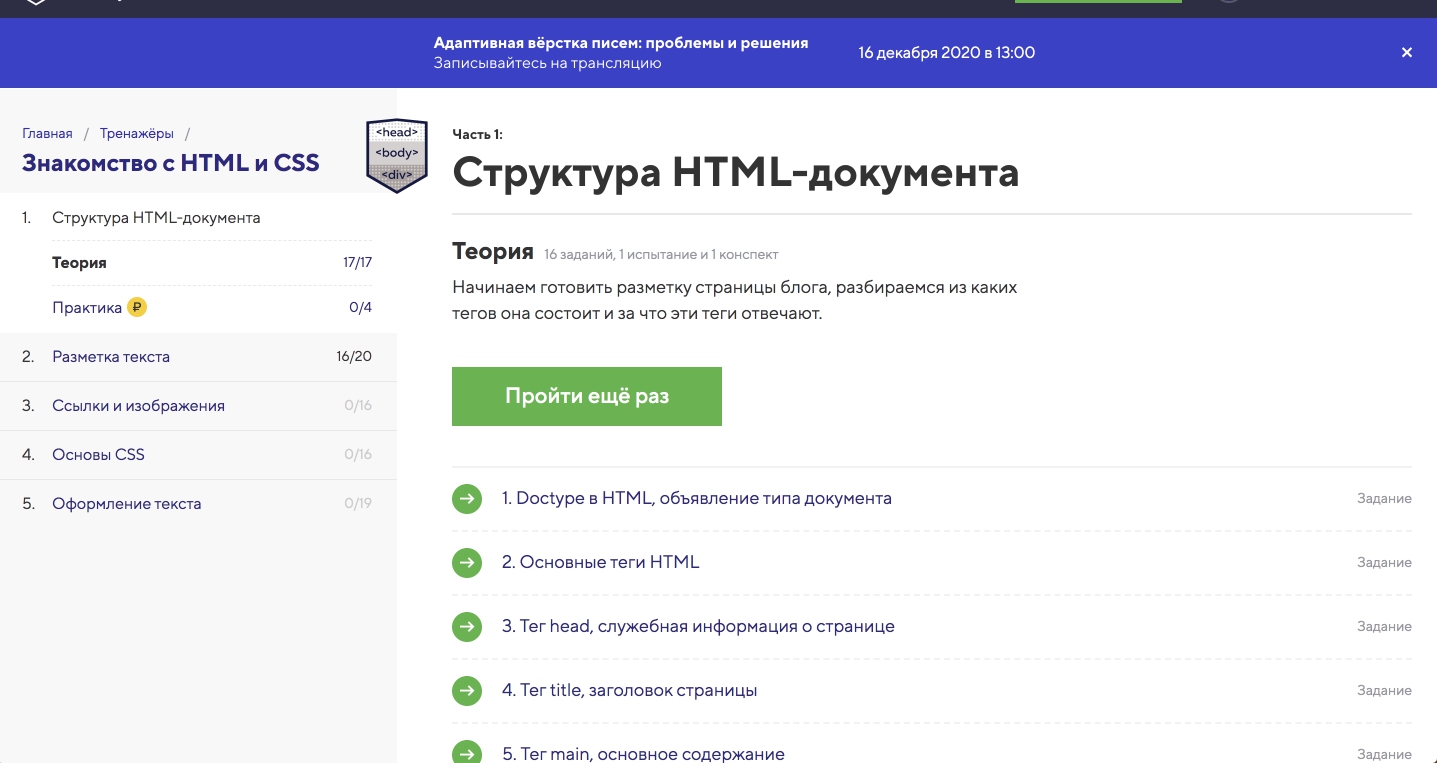 Адаптивная вёрстка писем: проблемы и решения
Записывайтесь на трансляцию
16 декабря 2020 в 13:00
×
Главная / Тренажёры /
Знакомство с HTML и CSS
<head>
<body>
<div>
1. Структура HTML-документа
Теория 17/17
Практика ₽ 0/4
2. Разметка текста 16/20
3. Ссылки и изображения 0/16
4. Основы CSS 0/16
5. Оформление текста 0/19
Часть 1:
Структура HTML-документа
Теория 16 заданий, 1 испытание и 1 конспект
Начинаем готовить разметку страницы блога, разбираемся из каких
тегов она состоит и за что эти теги отвечают.
Пройти ещё раз
1. Doctype в HTML, объявление типа документа Задание
2. Основные теги HTML Задание
3. Тег head, служебная информация о странице Задание
4. Тег title, заголовок страницы Задание
5. Тег main, основное содержание Задание